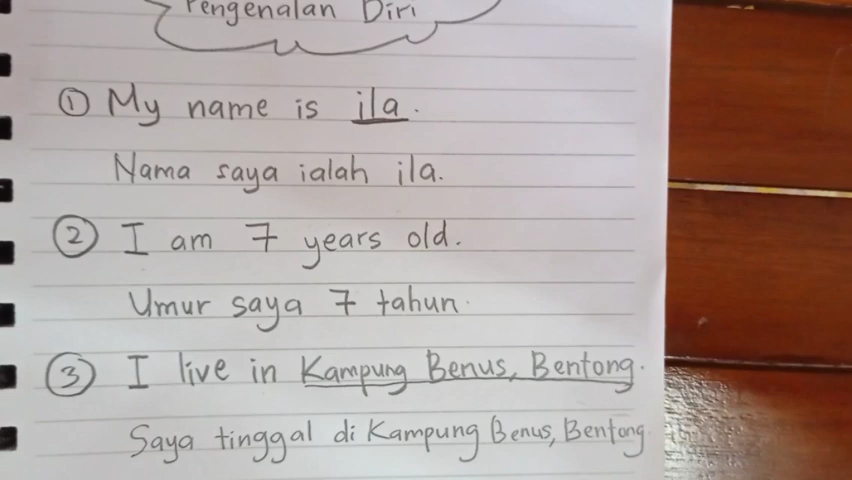 Pengenalan Diri
① My name is ila.
Nama saya ialah ila.
② I am 7 years old.
Umur saya 7 tahun.
③ I live in Kampung Benus, Bentong.
Saya tinggal di Kampung Benus, Bentong